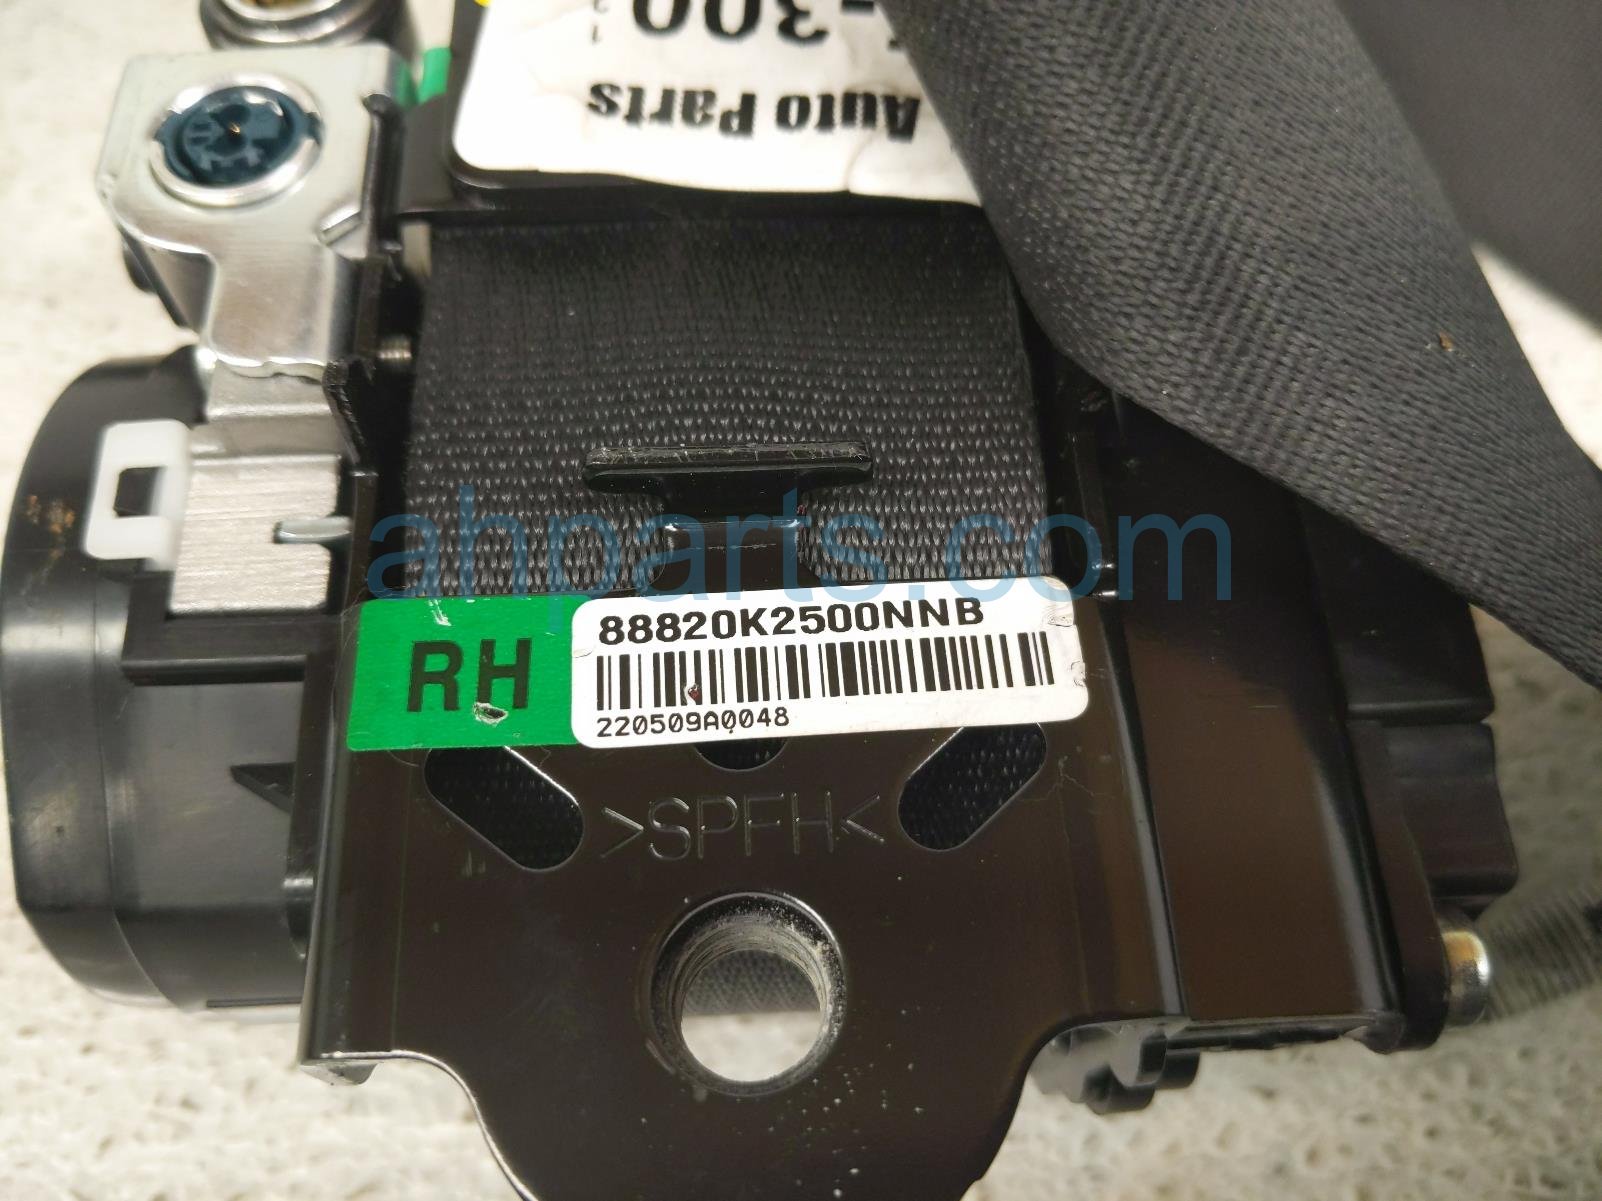 Auto Parts
-300
ahparts.com
RH
88820K2500NNB
220509A0048
>SPFH<